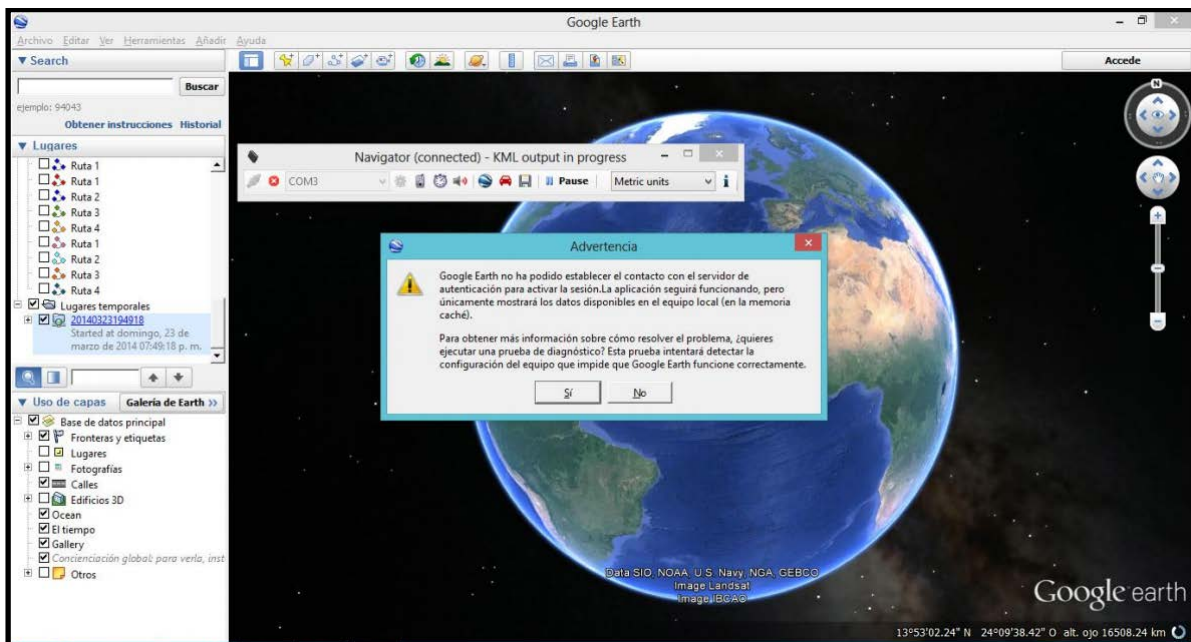 Google Earth
Archivo Editar Ver Herramientas Añadir Ayuda
Search
Buscar
ejemplo: 94043
Obtener instrucciones Historial
Lugares
Ruta 1
Ruta 1
Ruta 2
Ruta 3
Ruta 4
Ruta 1
Ruta 2
Ruta 3
Ruta 4
Lugares temporales
20140323194918
Started at domingo, 23 de
marzo de 2014 07:49:18 p. m.
Uso de capas Galería de Earth >>
Base de datos principal
Fronteras y etiquetas
Lugares
Fotografías
Calles
Edificios 3D
Ocean
El tiempo
Gallery
Concienciación global: para verla, inst
Otros
Accede
N
Navigator (connected) - KML output in progress
COM3 Pause Metric units i
Advertencia
Google Earth no ha podido establecer el contacto con el servidor de
autenticación para activar la sesión.La aplicación seguirá funcionando, pero
únicamente mostrará los datos disponibles en el equipo local (en la memoria
caché).
Para obtener más información sobre cómo resolver el problema, ¿quieres
ejecutar una prueba de diagnóstico? Esta prueba intentará detectar la
configuración del equipo que impide que Google Earth funcione correctamente.
Sí No
Data SIO, NOAA, U.S. Navy, NGA, GEBCO
Image Landsat
Image IBCAO
Google earth
13º53'02.24" N 24º09'38.42" O alt. ojo 16508.24 km